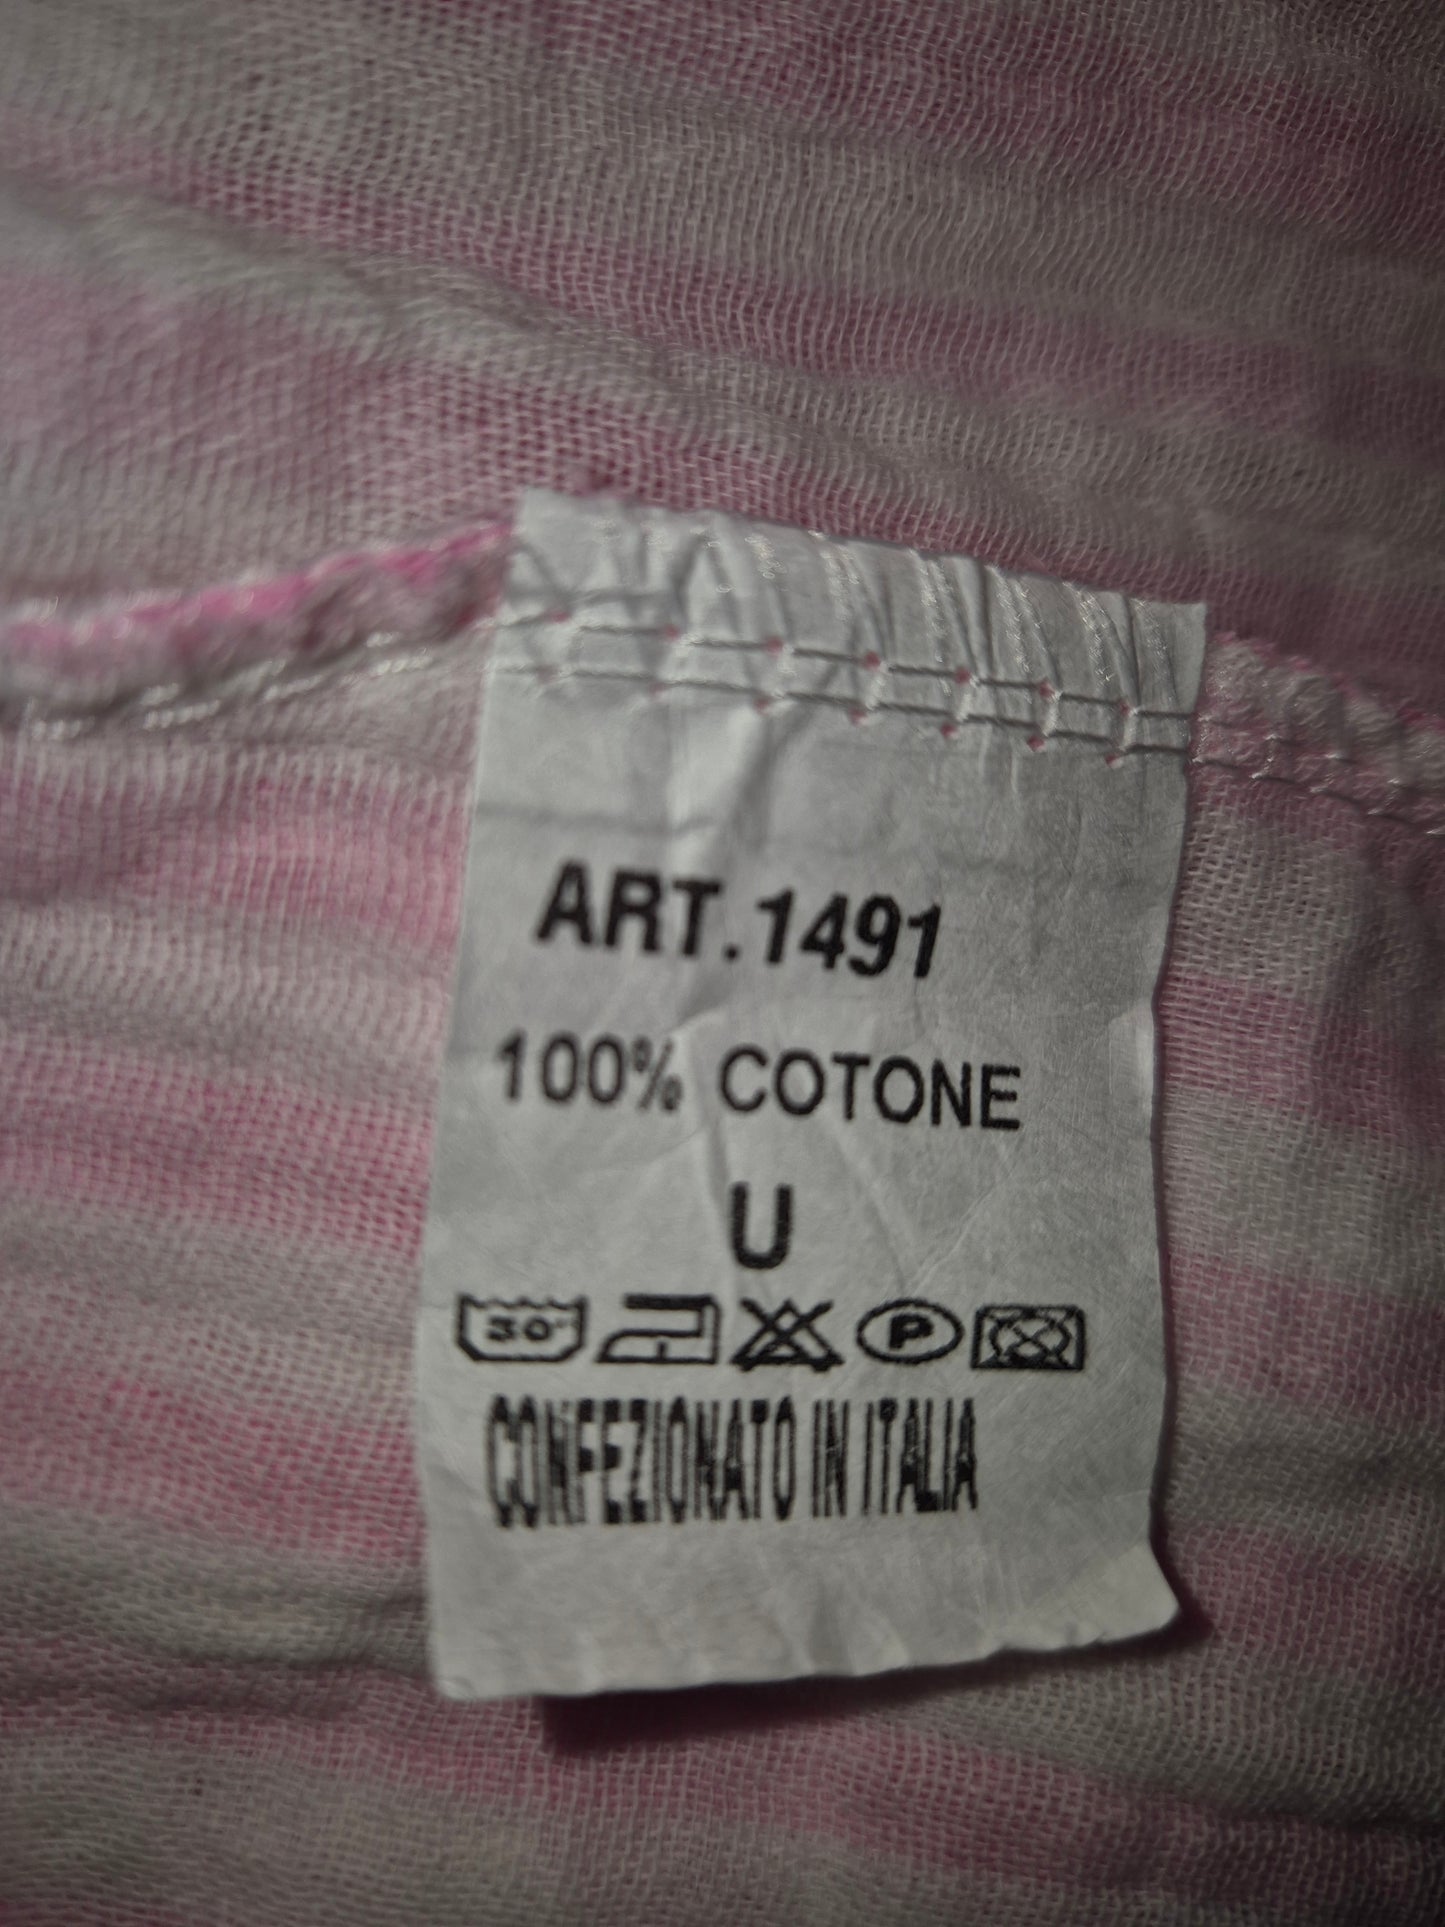 ART.1491
100% COTONE
U
30° P
CONFEZIONATO IN ITALIA